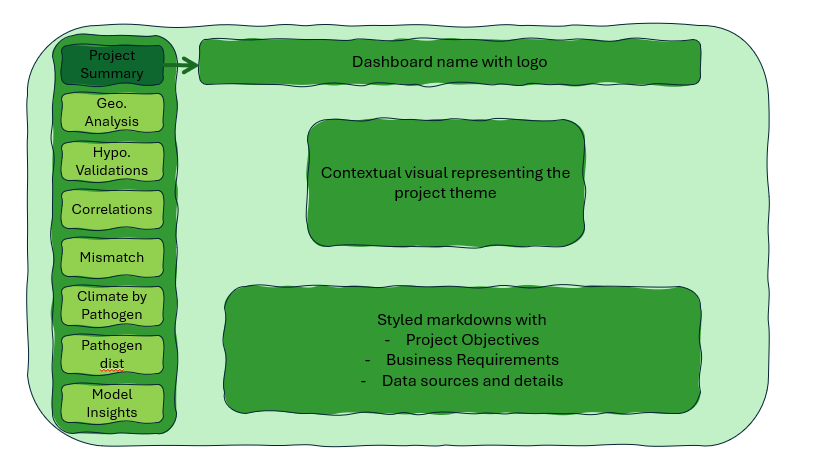 Project
Summary
Dashboard name with logo
Geo.
Analysis
Hypo.
Validations
Correlations
Mismatch
Climate by
Pathogen
Pathogen
dist
Model
Insights
Contextual visual representing the
project theme
Styled markdowns with
- Project Objectives
- Business Requirements
- Data sources and details